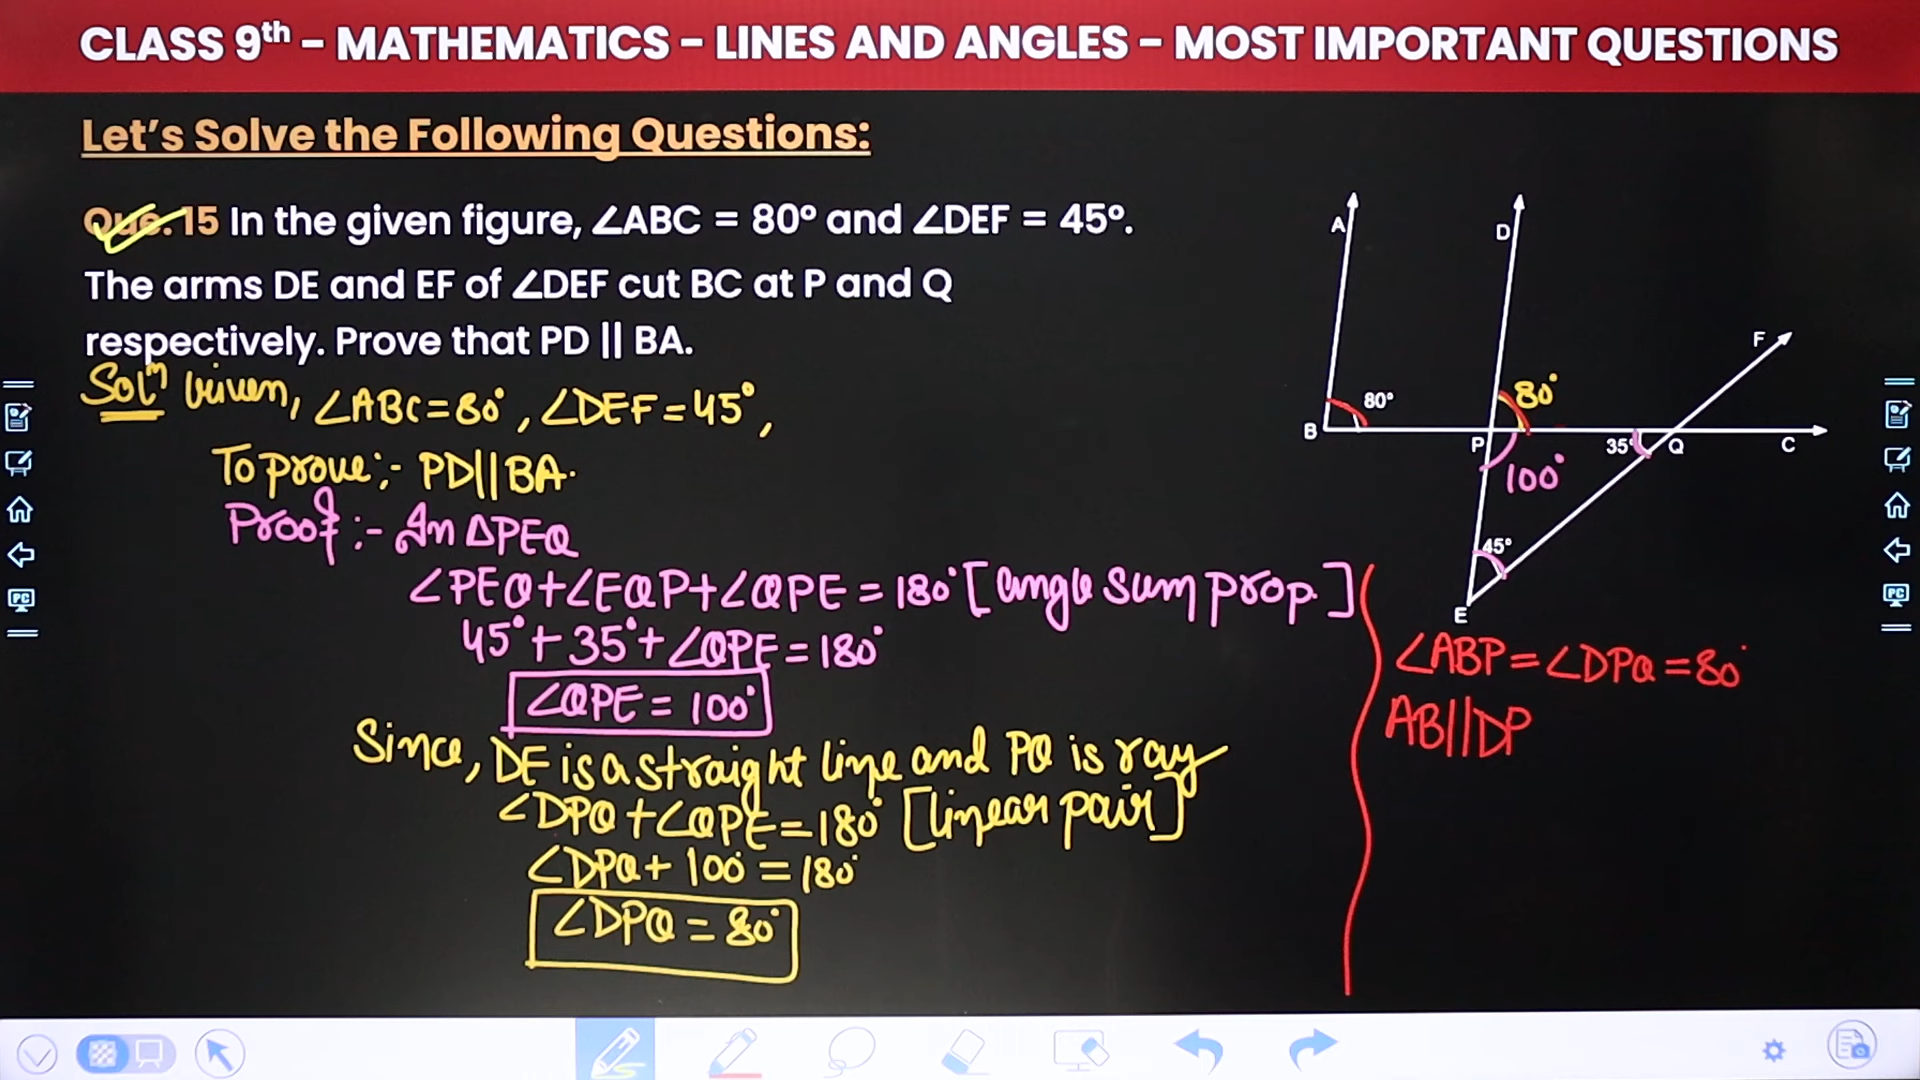 CLASS 9th – MATHEMATICS – LINES AND ANGLES – MOST IMPORTANT QUESTIONS
Let's Solve the Following Questions:
Que. 15 In the given figure, ∠ABC = 80° and ∠DEF = 45°.
The arms DE and EF of ∠DEF cut BC at P and Q
respectively. Prove that PD || BA.
Solⁿ Given, ∠ABC = 80°, ∠DEF = 45°,
To prove :- PD||BA.
Proof :- In ΔPEQ
∠PEQ + ∠EQP + ∠QPE = 180° [angle sum prop.]
45° + 35° + ∠QPE = 180°
∠QPE = 100°
Since, DE is a straight line and PQ is ray
∠DPQ + ∠QPE = 180° [linear pair]
∠DPQ + 100° = 180°
∠DPQ = 80°
A
D
F
80°
80°
B
P
35°
Q
C
100°
45°
E
∠ABP = ∠DPQ = 80°
AB||DP
PC
PC